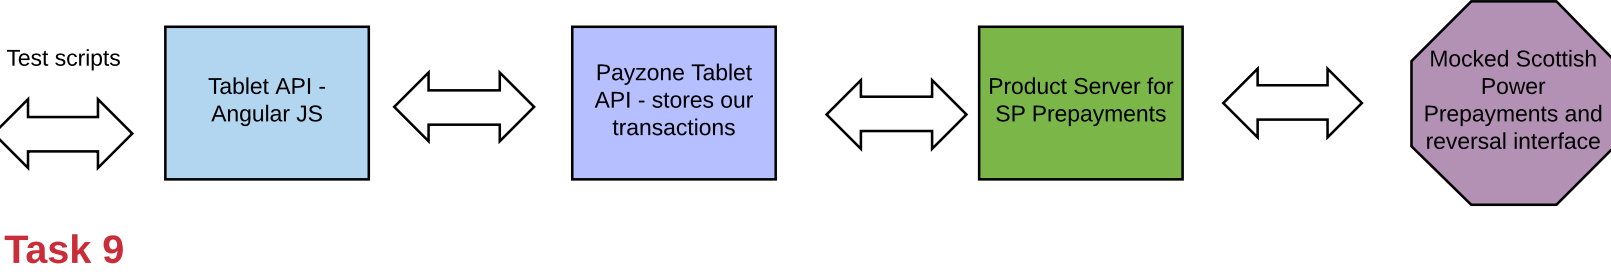 Test scripts
Tablet API -
Angular JS
Payzone Tablet
API - stores our
transactions
Product Server for
SP Prepayments
Mocked Scottish
Power
Prepayments and
reversal interface
Task 9